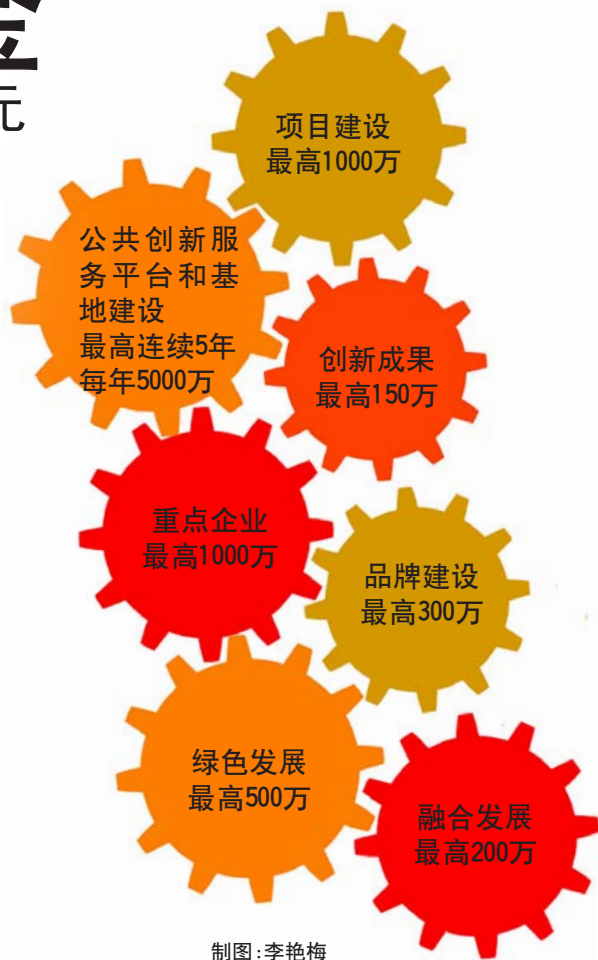 元
项目建设
最高1000万
公共创新服
务平台和基
地建设
最高连续5年
每年5000万
创新成果
最高150万
重点企业
最高1000万
品牌建设
最高300万
绿色发展
最高500万
融合发展
最高200万
制图:李艳梅